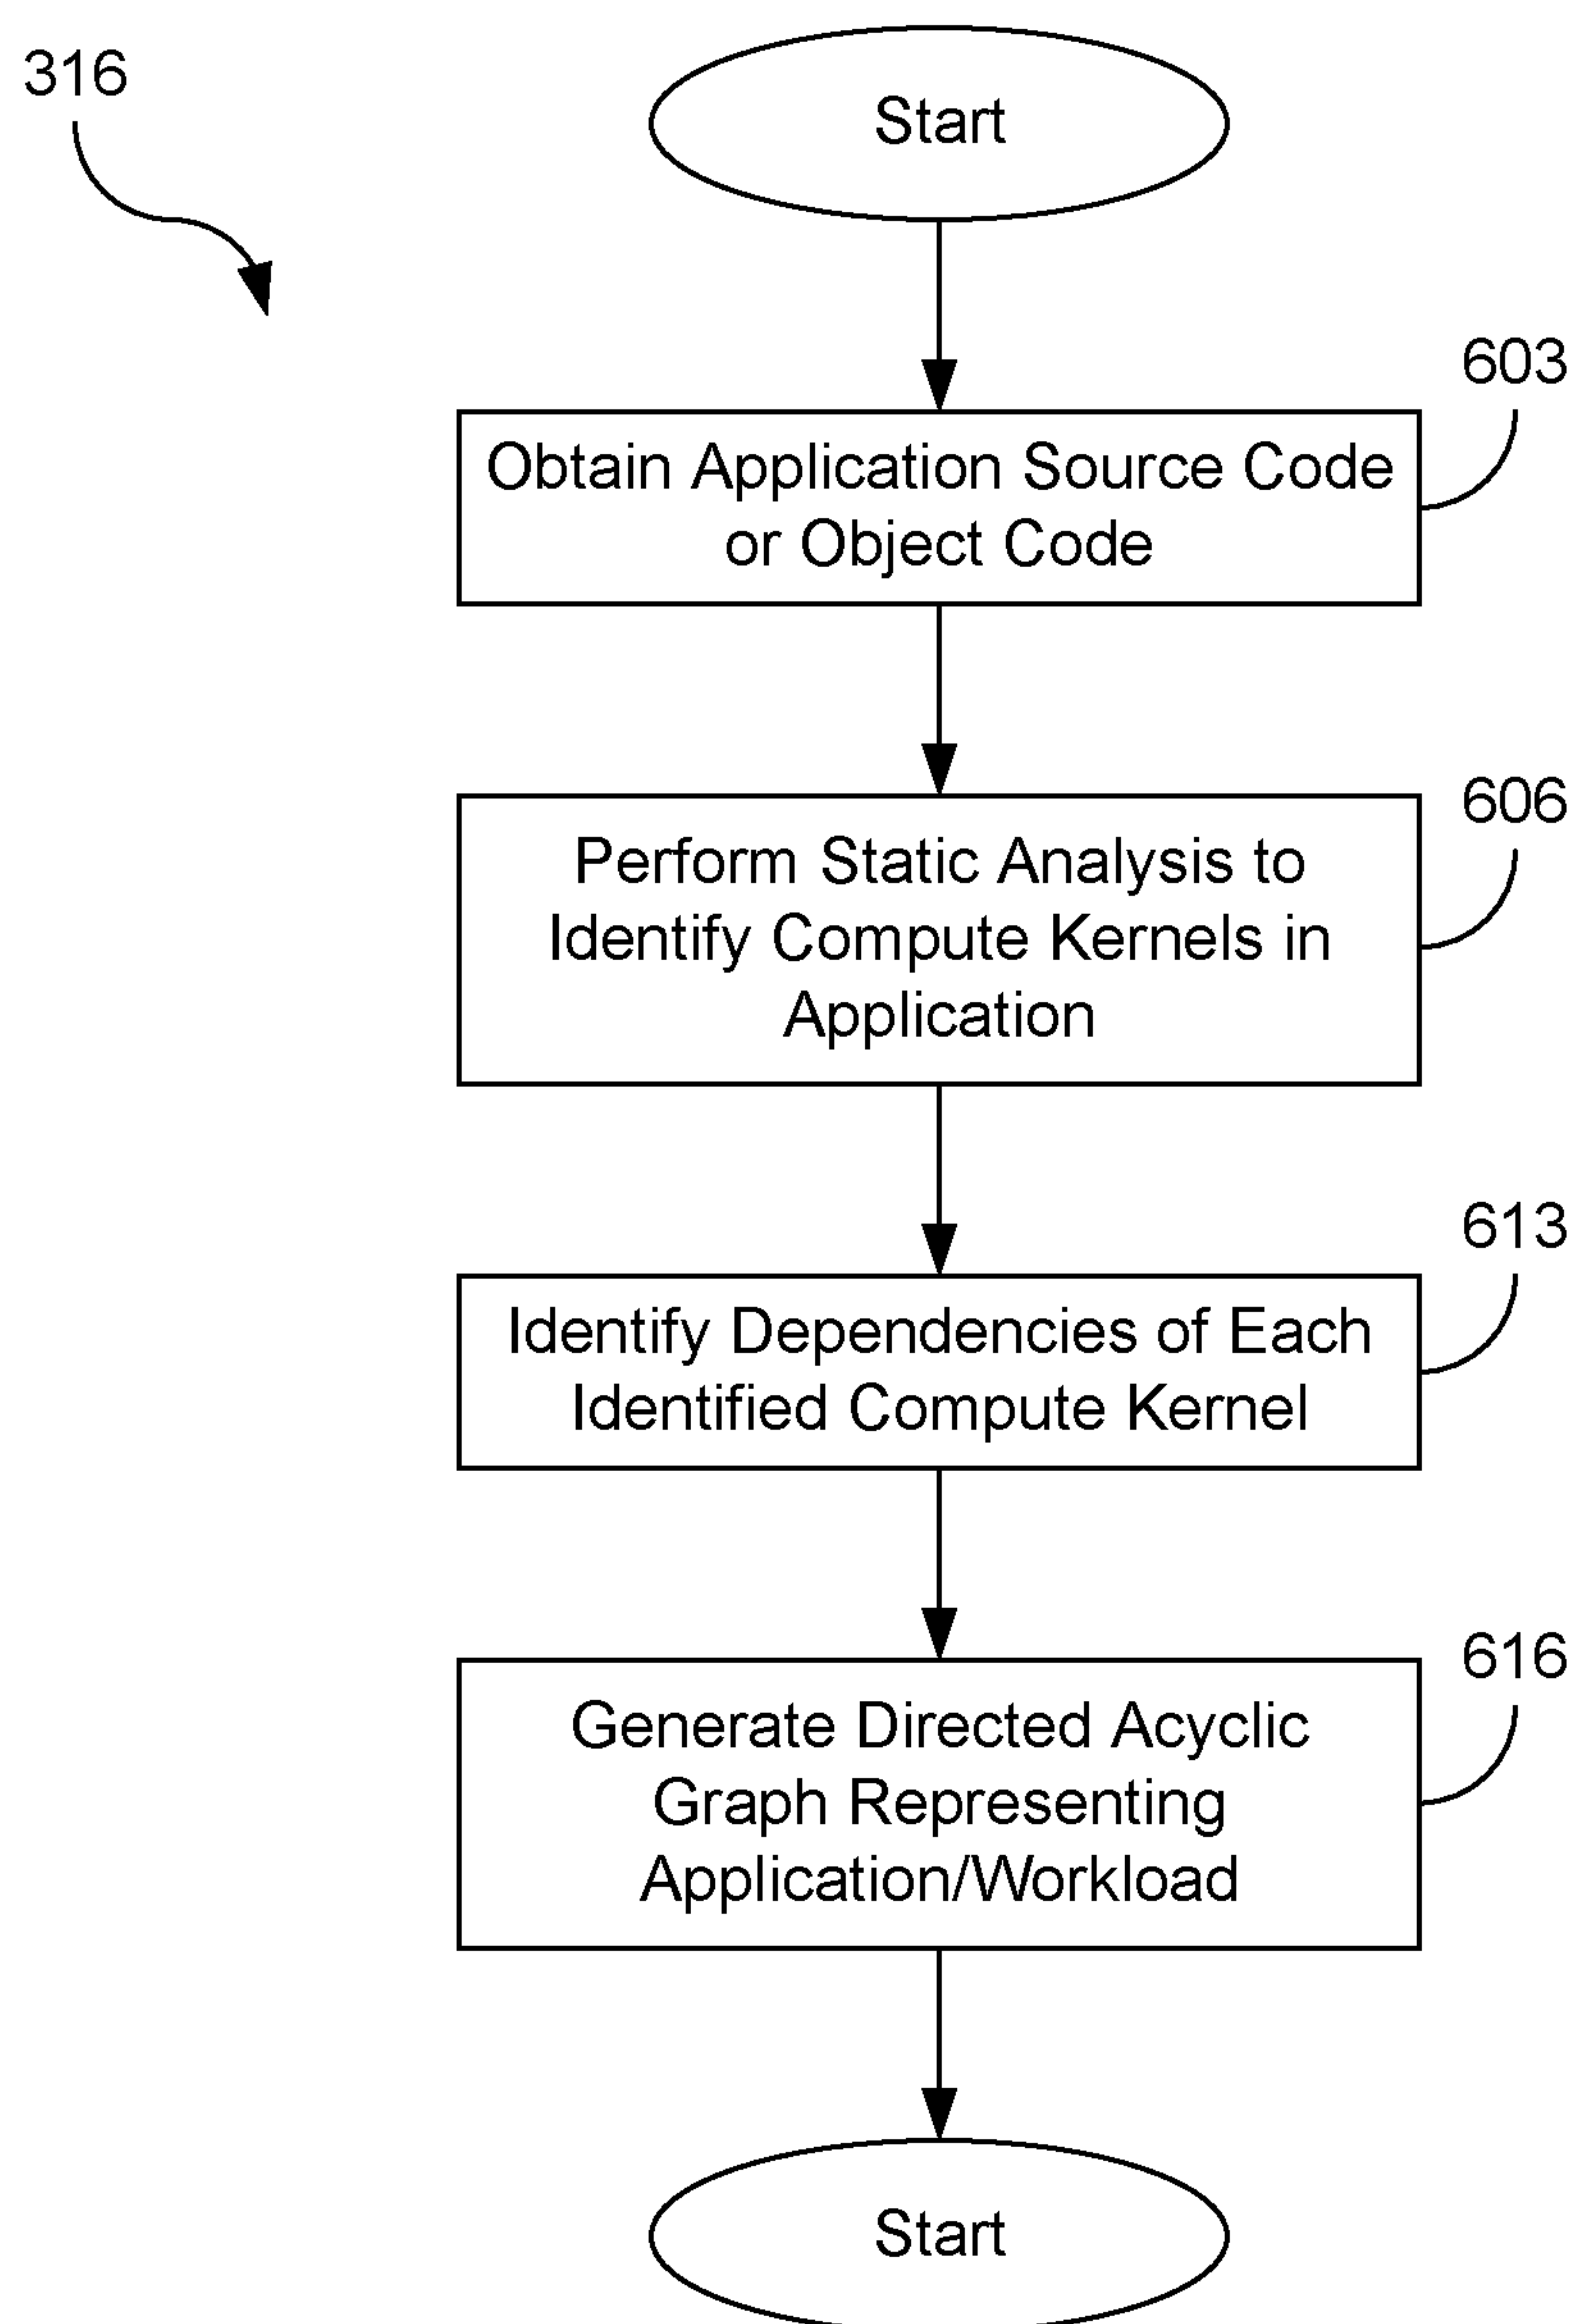 316
Start
603
Obtain Application Source Code
or Object Code
606
Perform Static Analysis to
Identify Compute Kernels in
Application
613
Identify Dependencies of Each
Identified Compute Kernel
616
Generate Directed Acyclic
Graph Representing
Application/Workload
Start